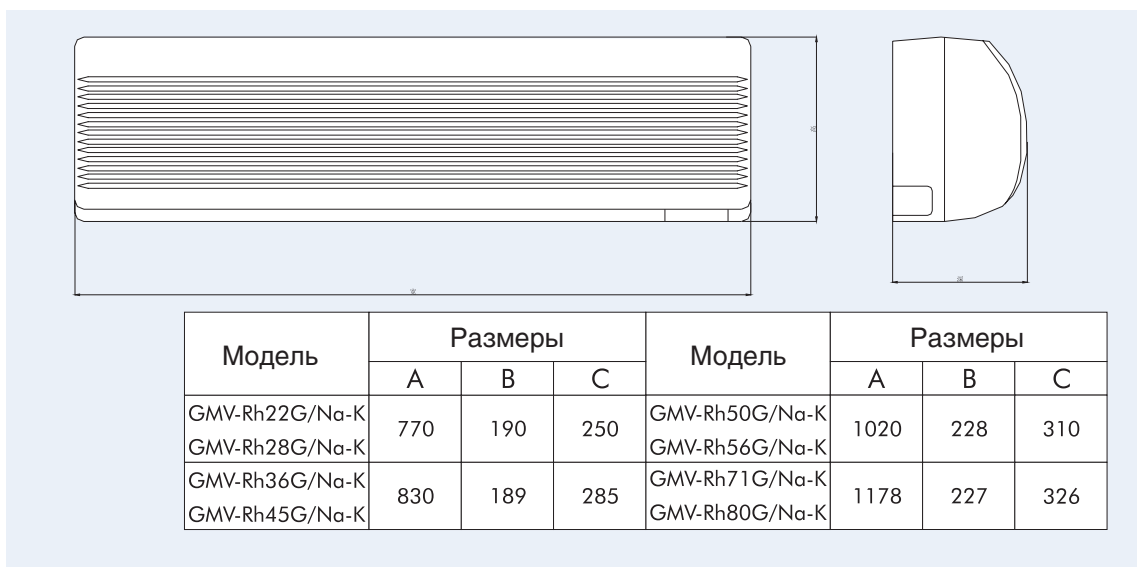 Модель Размеры Модель Размеры
A B C A B C
GMV-Rh22G/Na-K 770 190 250 GMV-Rh50G/Na-K 1020 228 310
GMV-Rh28G/Na-K GMV-Rh56G/Na-K
GMV-Rh36G/Na-K 830 189 285 GMV-Rh71G/Na-K 1178 227 326
GMV-Rh45G/Na-K GMV-Rh80G/Na-K